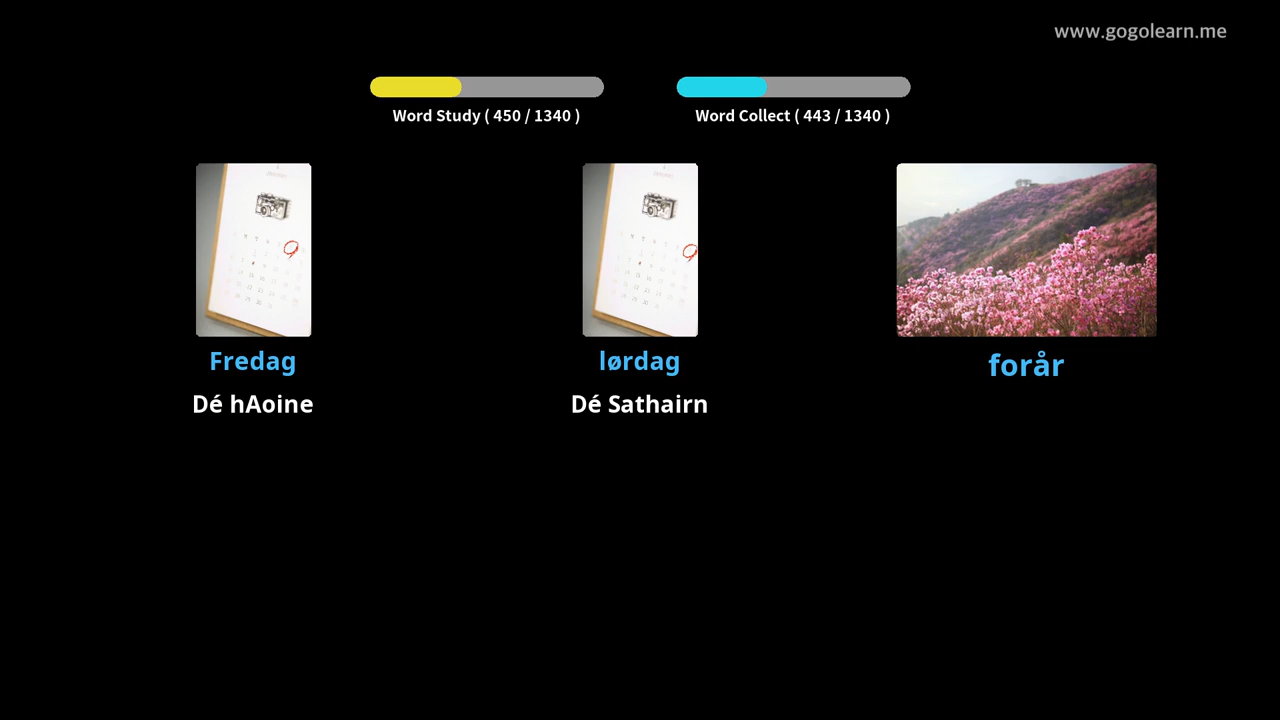 www.gogolearn.me
Word Study ( 450 / 1340 )
Word Collect ( 443 / 1340 )
Fredag
lørdag
forår
Dé hAoine
Dé Sathairn